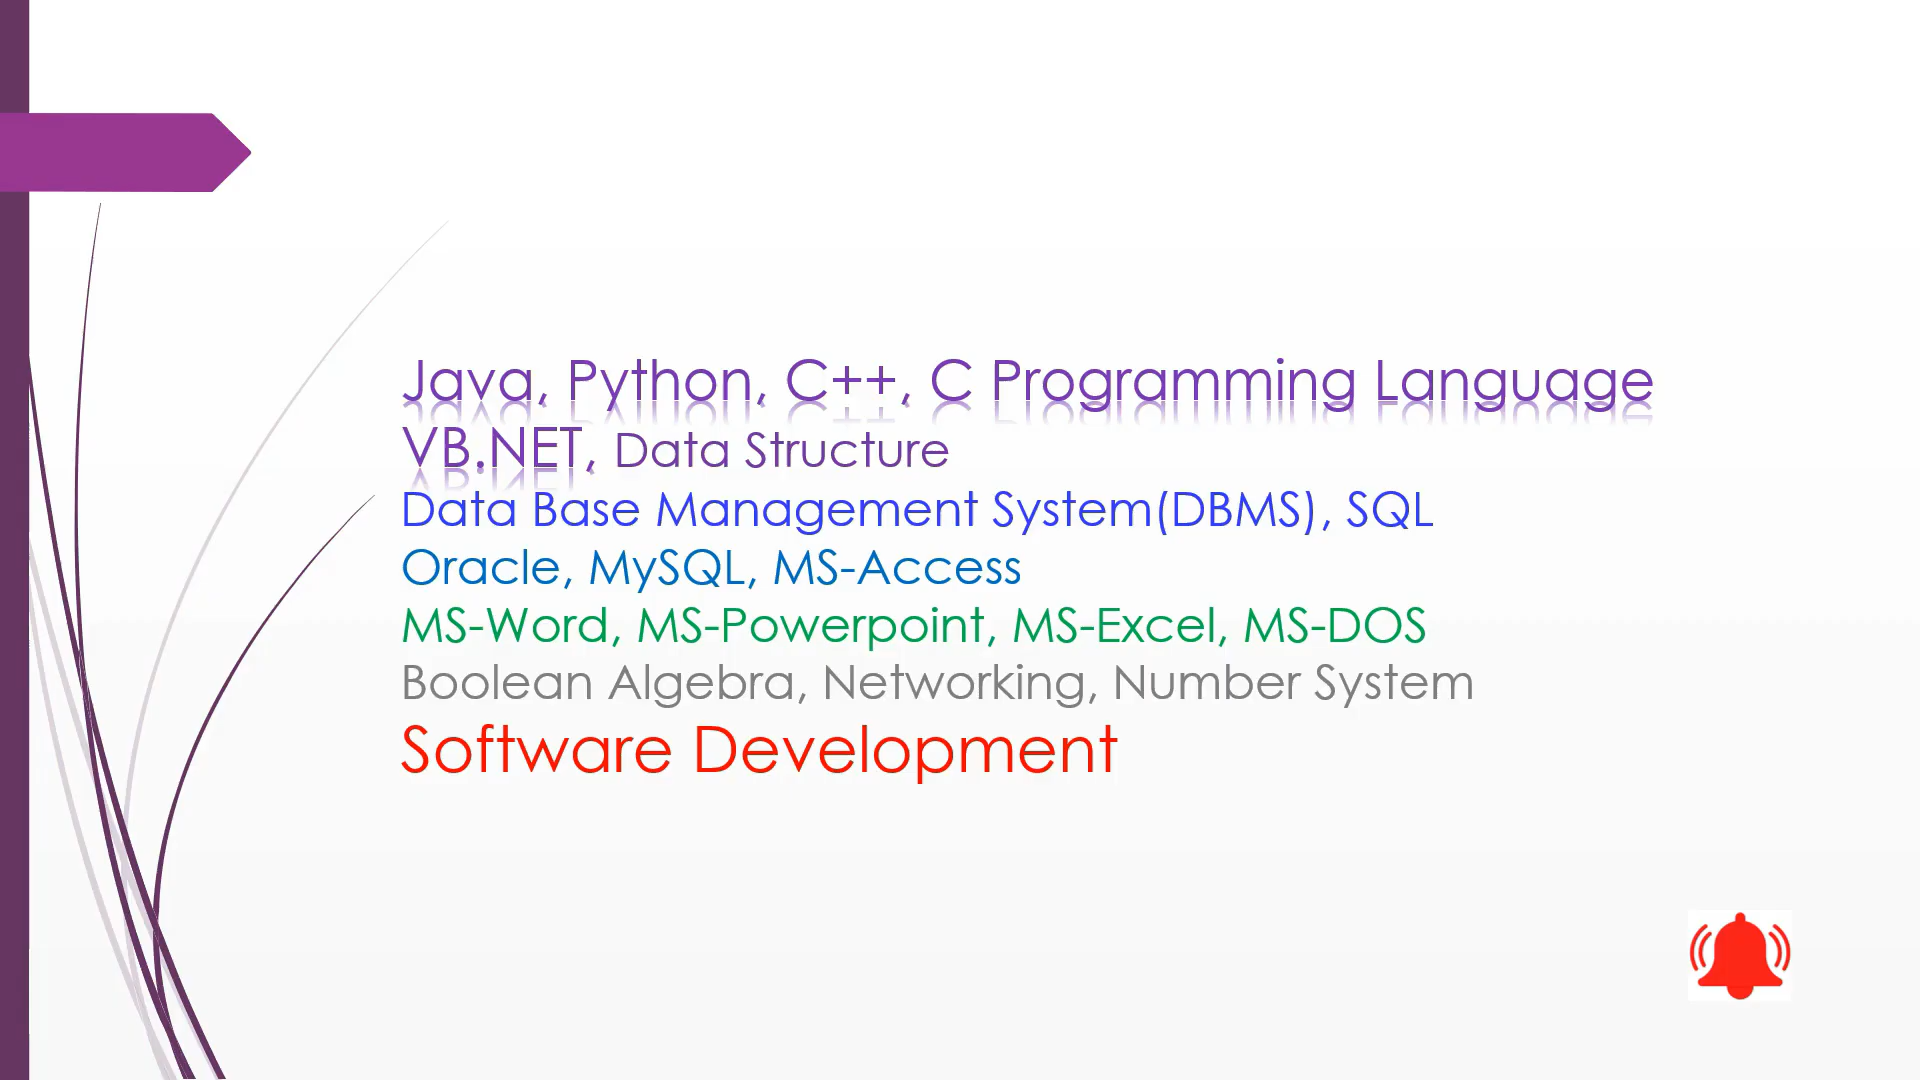 Java, Python, C++, C Programming Language
VB.NET, Data Structure
Data Base Management System(DBMS), SQL
Oracle, MySQL, MS-Access
MS-Word, MS-Powerpoint, MS-Excel, MS-DOS
Boolean Algebra, Networking, Number System
Software Development